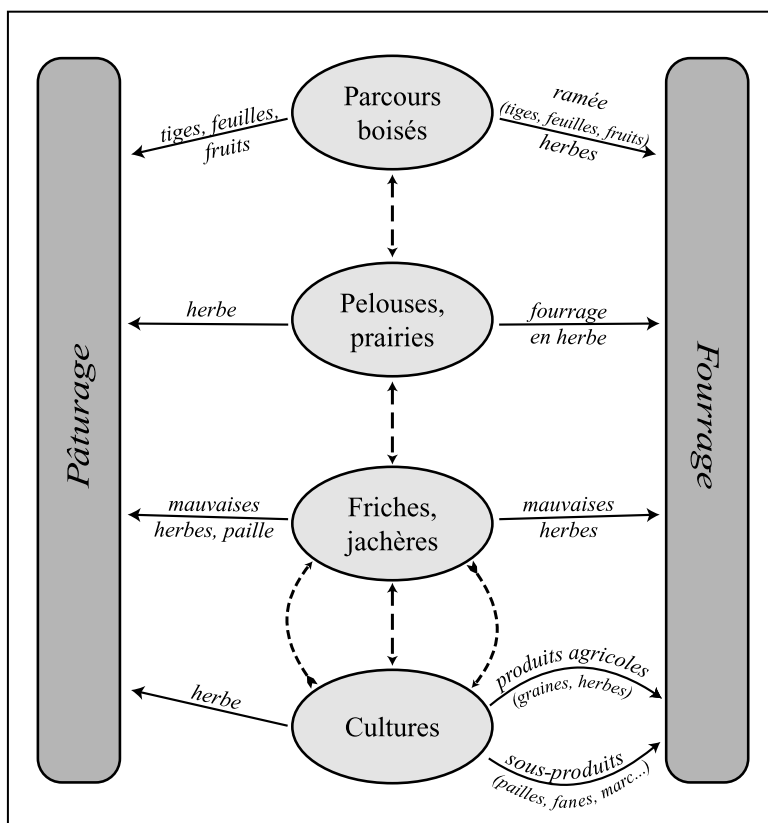 Parcours
boisés
tiges, feuilles,
fruits
ramée
(tiges, feuilles, fruits)
herbes
Pelouses,
prairies
herbe
fourrage
en herbe
Pâturage
Fourrage
Friches,
jachères
mauvaises
herbes, paille
mauvaises
herbes
Cultures
herbe
produits agricoles
(graines, herbes)
sous-produits
(pailles, fanes, marc...)